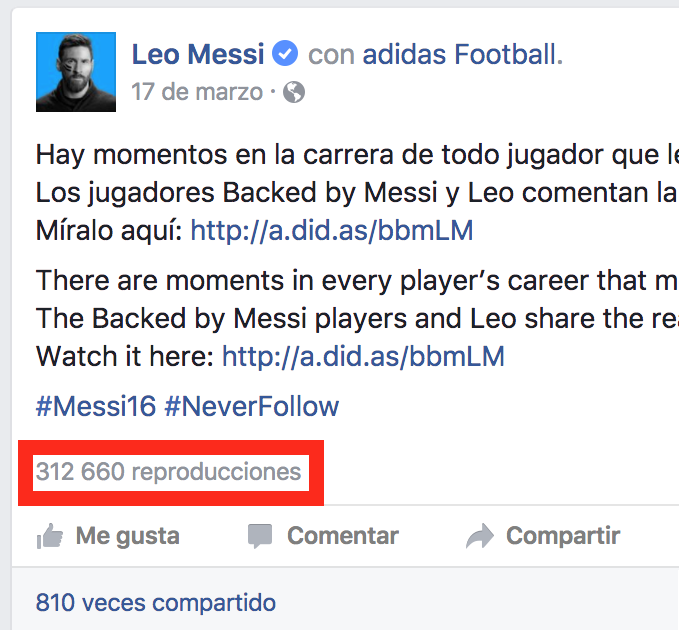 Leo Messi con adidas Football.
17 de marzo ·
Hay momentos en la carrera de todo jugador que
Los jugadores Backed by Messi y Leo comentan la
Míralo aquí: http://a.did.as/bbmLM
There are moments in every player’s career that
The Backed by Messi players and Leo share the
Watch it here: http://a.did.as/bbmLM
#Messi16 #NeverFollow
312 660 reproducciones
Me gusta Comentar Compartir
810 veces compartido